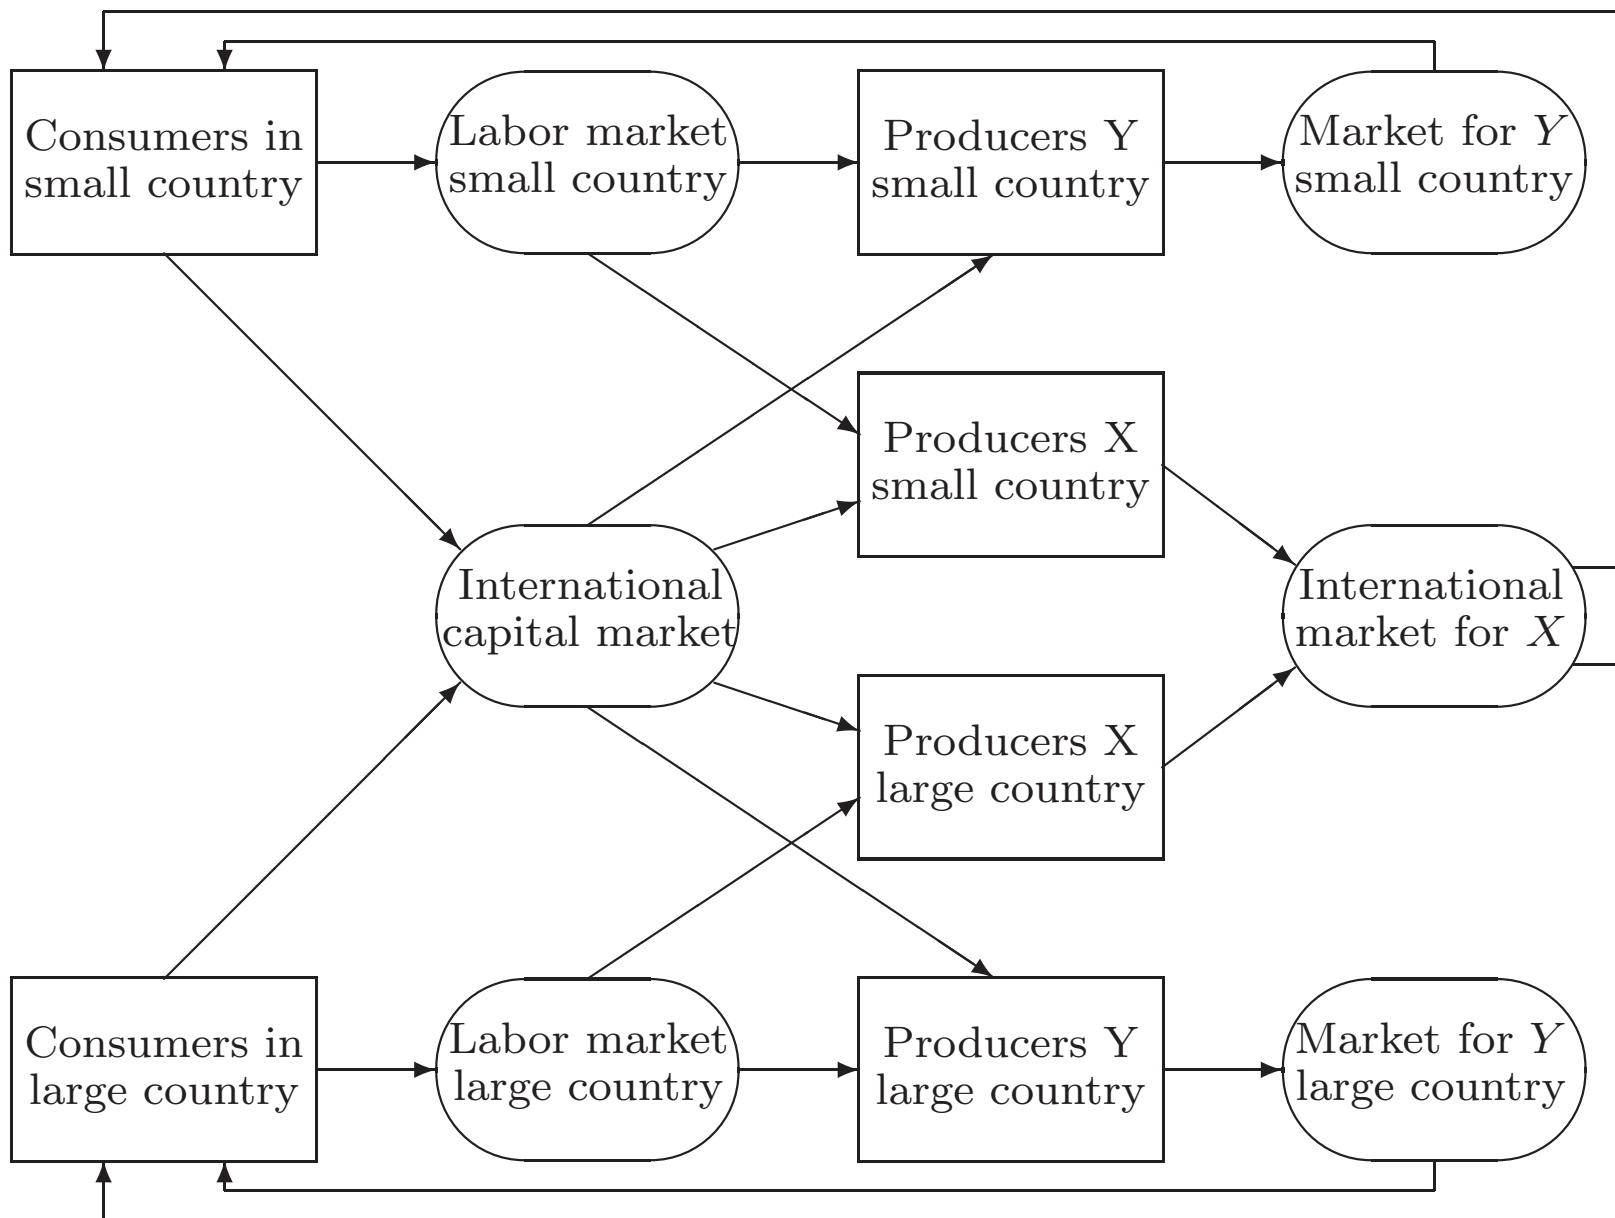 Consumers in
small country
Labor market
small country
Producers Y
small country
Market for Y
small country
Producers X
small country
International
capital market
International
market for X
Producers X
large country
Consumers in
large country
Labor market
large country
Producers Y
large country
Market for Y
large country